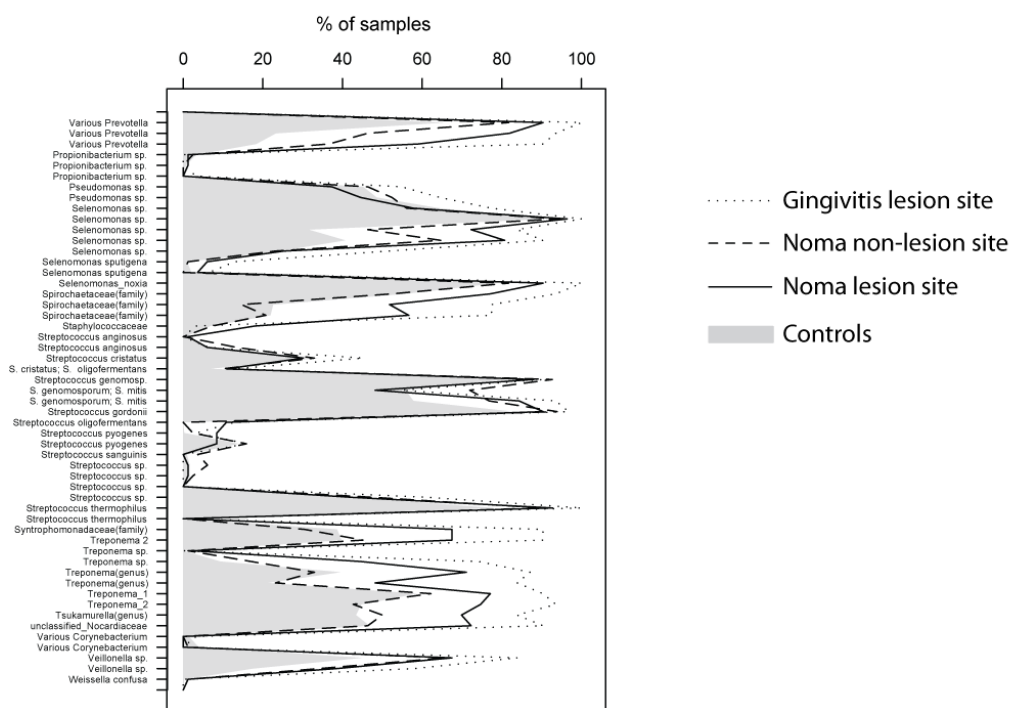 % of samples
0 20 40 60 80 100
Various Prevotella
Various Prevotella
Various Prevotella
Propionibacterium sp.
Propionibacterium sp.
Propionibacterium sp.
Pseudomonas sp.
Pseudomonas sp.
Selenomonas sp.
Selenomonas sp.
Selenomonas sp.
Selenomonas sp.
Selenomonas sp.
Selenomonas sputigena
Selenomonas sputigena
Selenomonas_noxia
Spirochaetaceae(family)
Spirochaetaceae(family)
Spirochaetaceae(family)
Staphylococcaceae
Streptococcus anginosus
Streptococcus anginosus
Streptococcus cristatus
S. cristatus; S. oligofermentans
Streptococcus genomosp.
S. genomosporum; S. mitis
S. genomosporum; S. mitis
Streptococcus gordonii
Streptococcus oligofermentans
Streptococcus pyogenes
Streptococcus pyogenes
Streptococcus sanguinis
Streptococcus sp.
Streptococcus sp.
Streptococcus sp.
Streptococcus sp.
Streptococcus thermophilus
Streptococcus thermophilus
Syntrophomonadaceae(family)
Treponema 2
Treponema sp.
Treponema sp.
Treponema(genus)
Treponema(genus)
Treponema_1
Treponema_2
Tsukamurella(genus)
unclassified_Nocardiaceae
Various Corynebacterium
Various Corynebacterium
Veillonella sp.
Veillonella sp.
Weissella confusa
Gingivitis lesion site
Noma non-lesion site
Noma lesion site
Controls